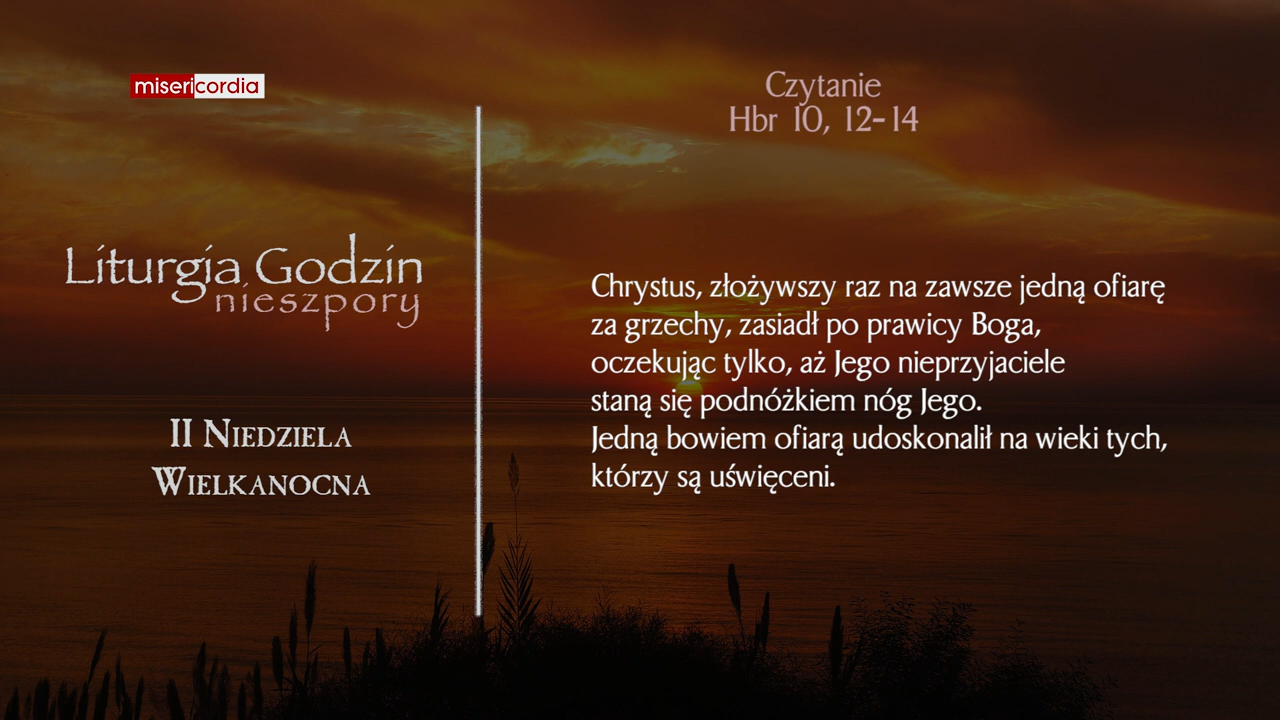 misericordia
Liturgia Godzin
nieszpory
II Niedziela
Wielkanocna
Czytanie
Hbr 10, 12-14
Chrystus, złożywszy raz na zawsze jedną ofiarę
za grzechy, zasiadł po prawicy Boga,
oczekując tylko, aż Jego nieprzyjaciele
staną się podnóżkiem nóg Jego.
Jedną bowiem ofiarą udoskonalił na wieki tych,
którzy są uświęceni.